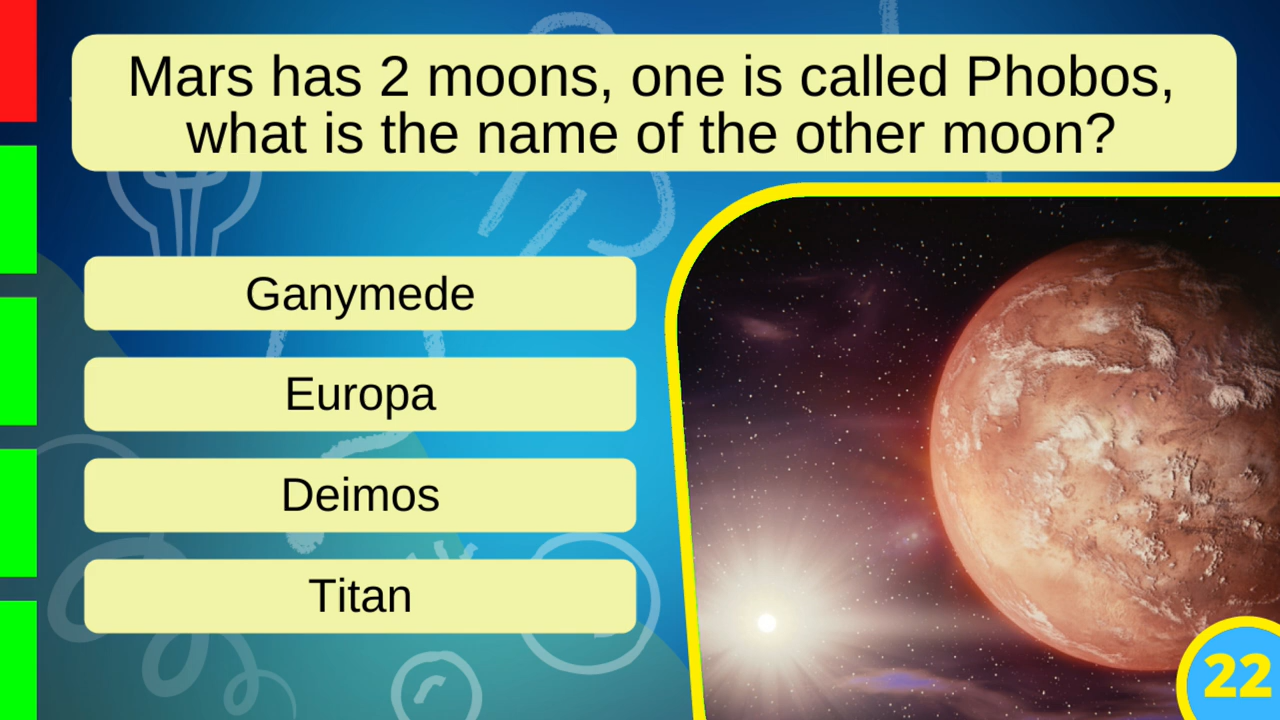 Mars has 2 moons, one is called Phobos,
what is the name of the other moon?
Ganymede
Europa
Deimos
Titan
22